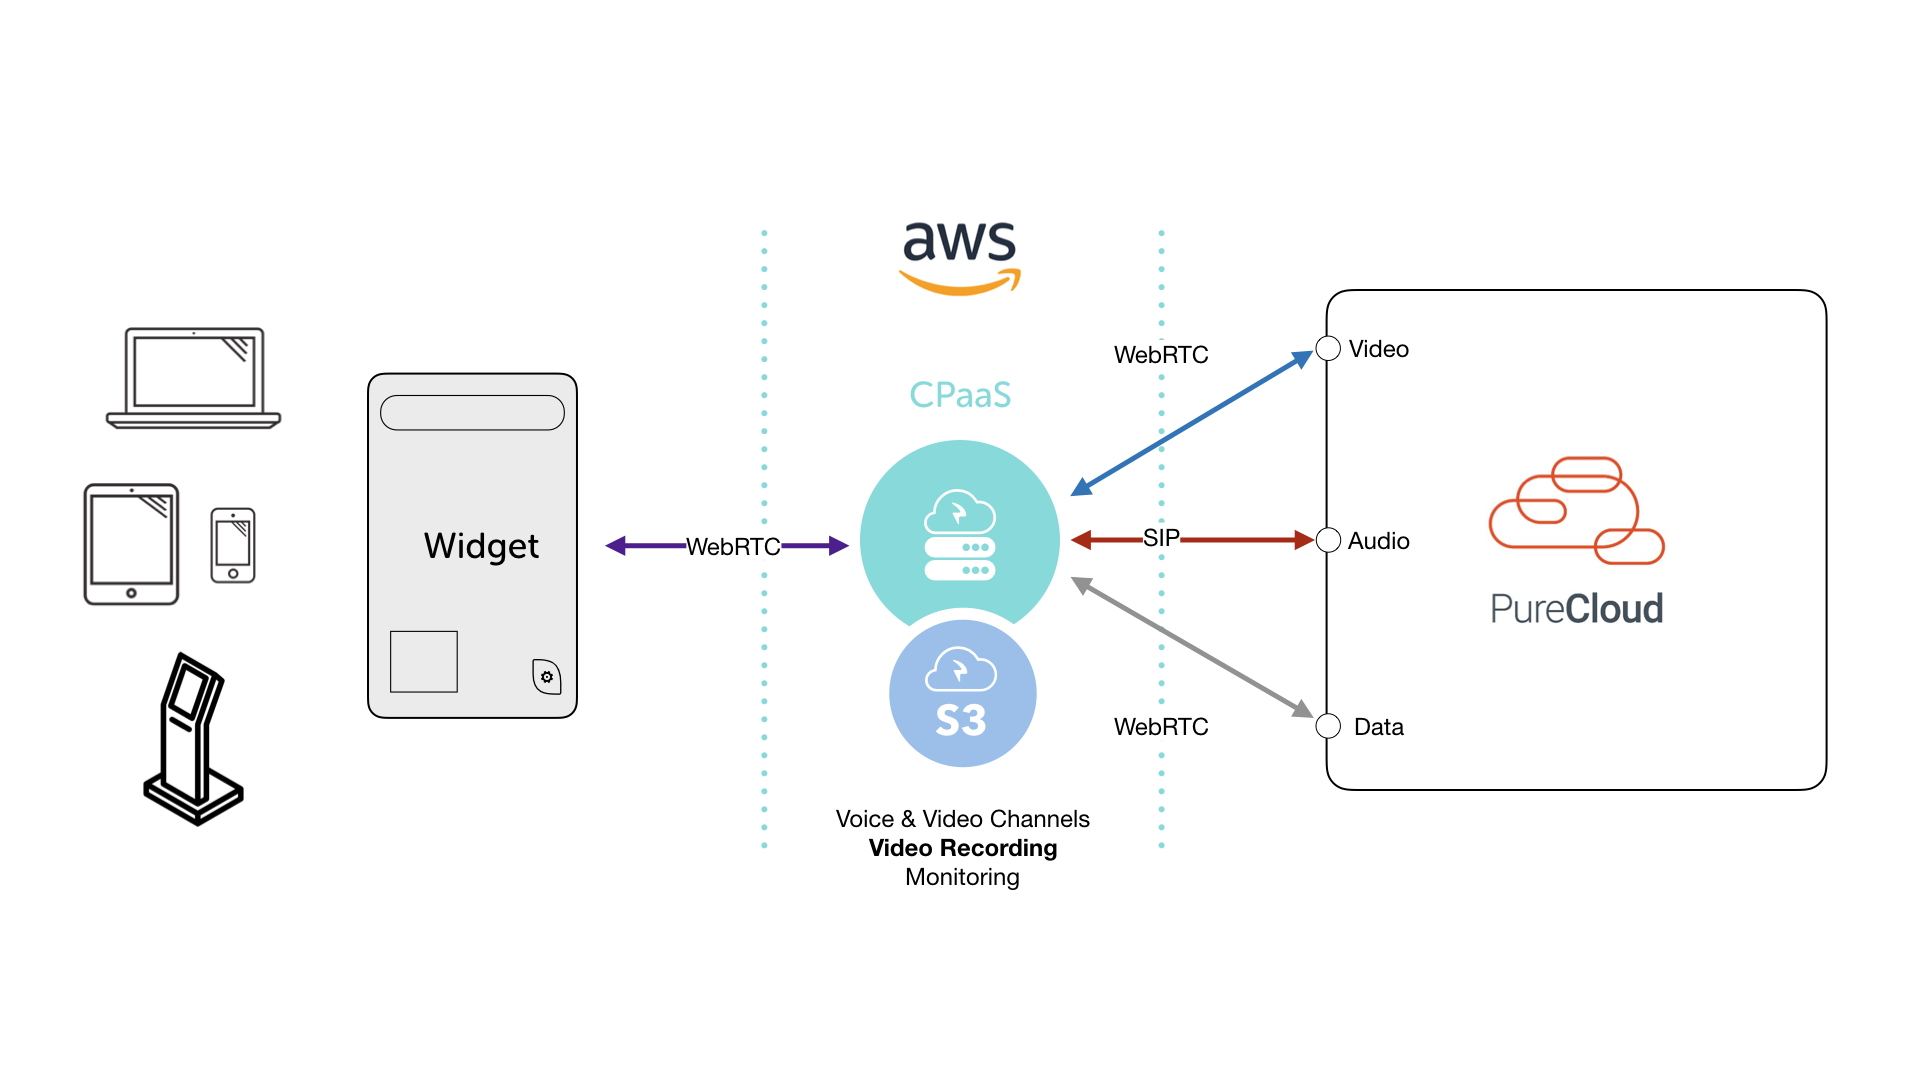 aws
CPaaS
Widget
WebRTC
S3
Voice & Video Channels
Video Recording
Monitoring
WebRTC
SIP
WebRTC
Video
Audio
Data
PureCloud